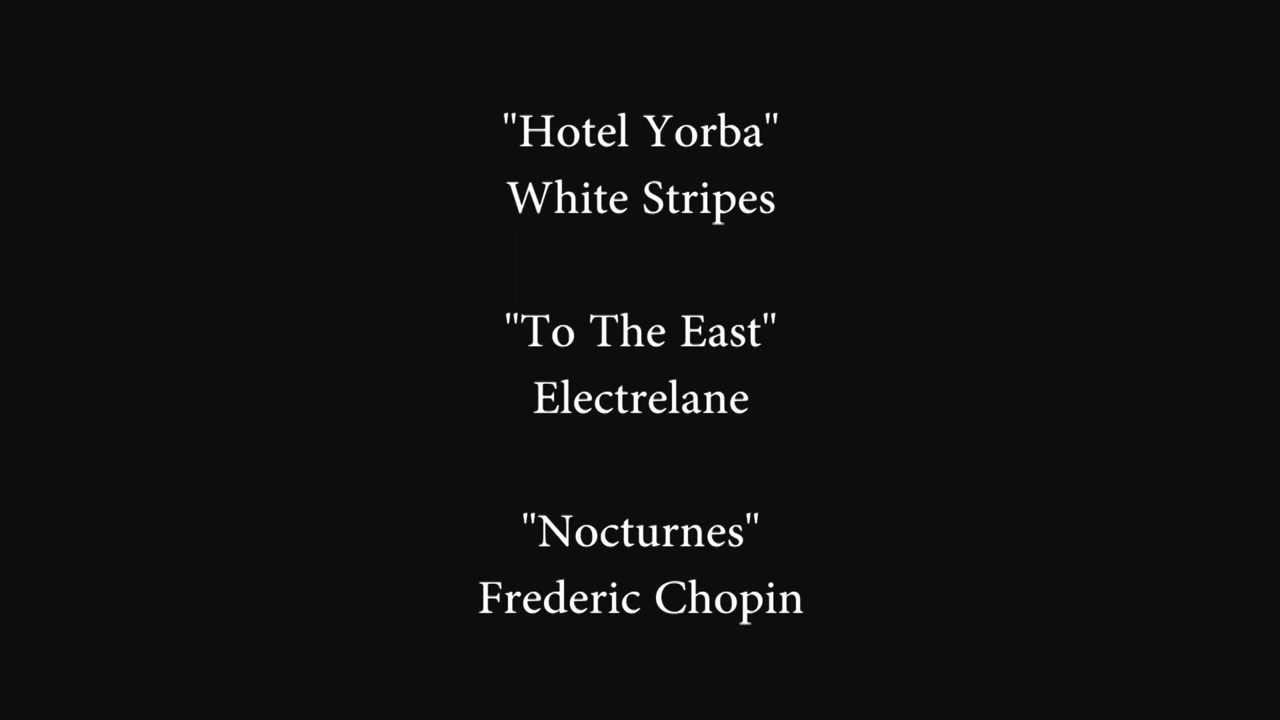 "Hotel Yorba"
White Stripes
"To The East"
Electrelane
"Nocturnes"
Frederic Chopin